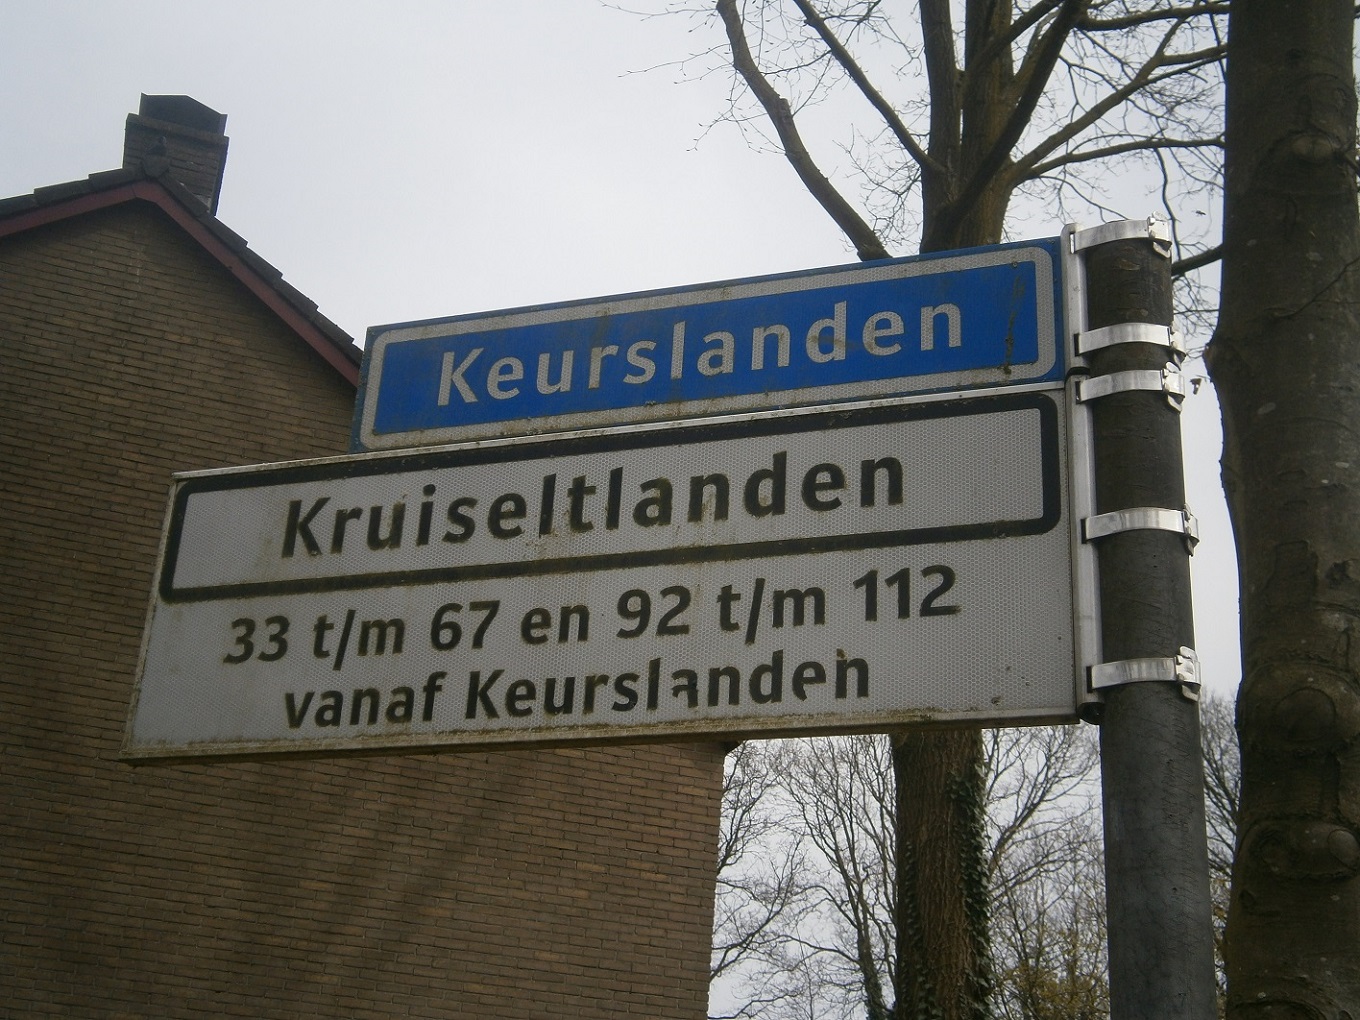 Keurslanden
Kruiseltlanden
33 t/m 67 en 92 t/m 112
vanaf Keurslanden